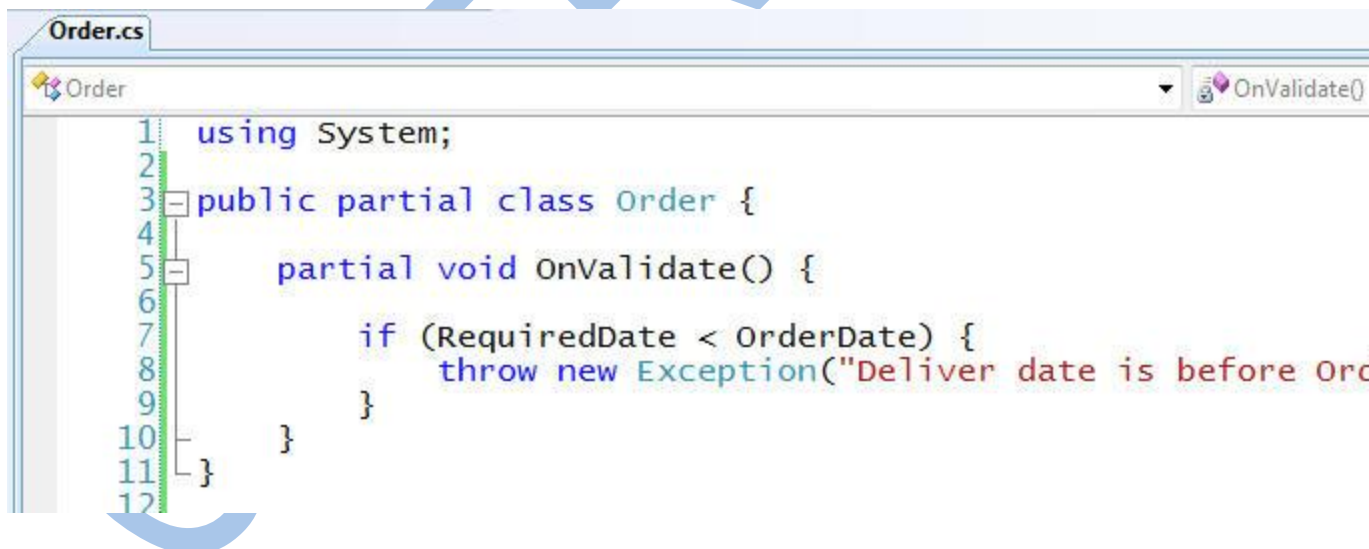 Order.cs
Order OnValidate()
1 using System;
2
3 public partial class Order {
4
5 partial void OnValidate() {
6
7 if (RequiredDate < OrderDate) {
8 throw new Exception("Deliver date is before
9 }
10 }
11 }
12